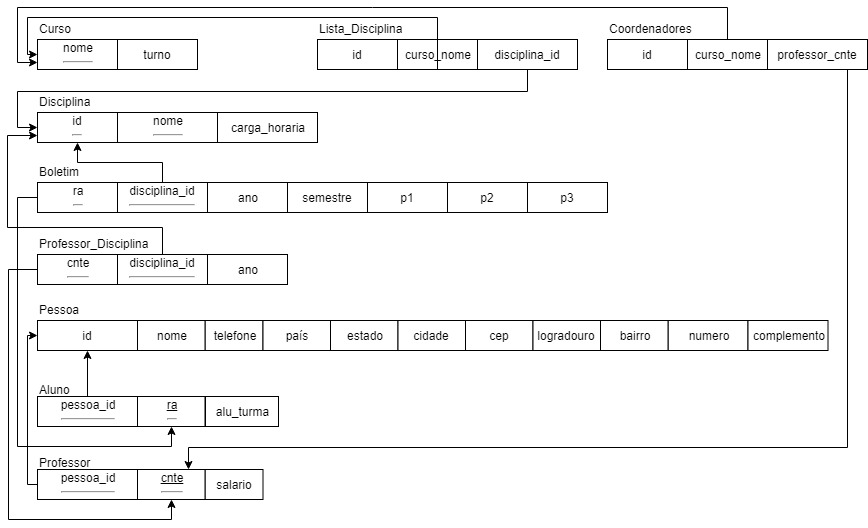 Curso
nome turno
Lista_Disciplina
id curso_nome disciplina_id
Coordenadores
id curso_nome professor_cnte
Disciplina
id nome carga_horaria
Boletim
ra disciplina_id ano semestre p1 p2 p3
Professor_Disciplina
cnte disciplina_id ano
Pessoa
id nome telefone país estado cidade cep logradouro bairro numero complemento
Aluno
pessoa_id ra alu_turma
Professor
pessoa_id cnte salario